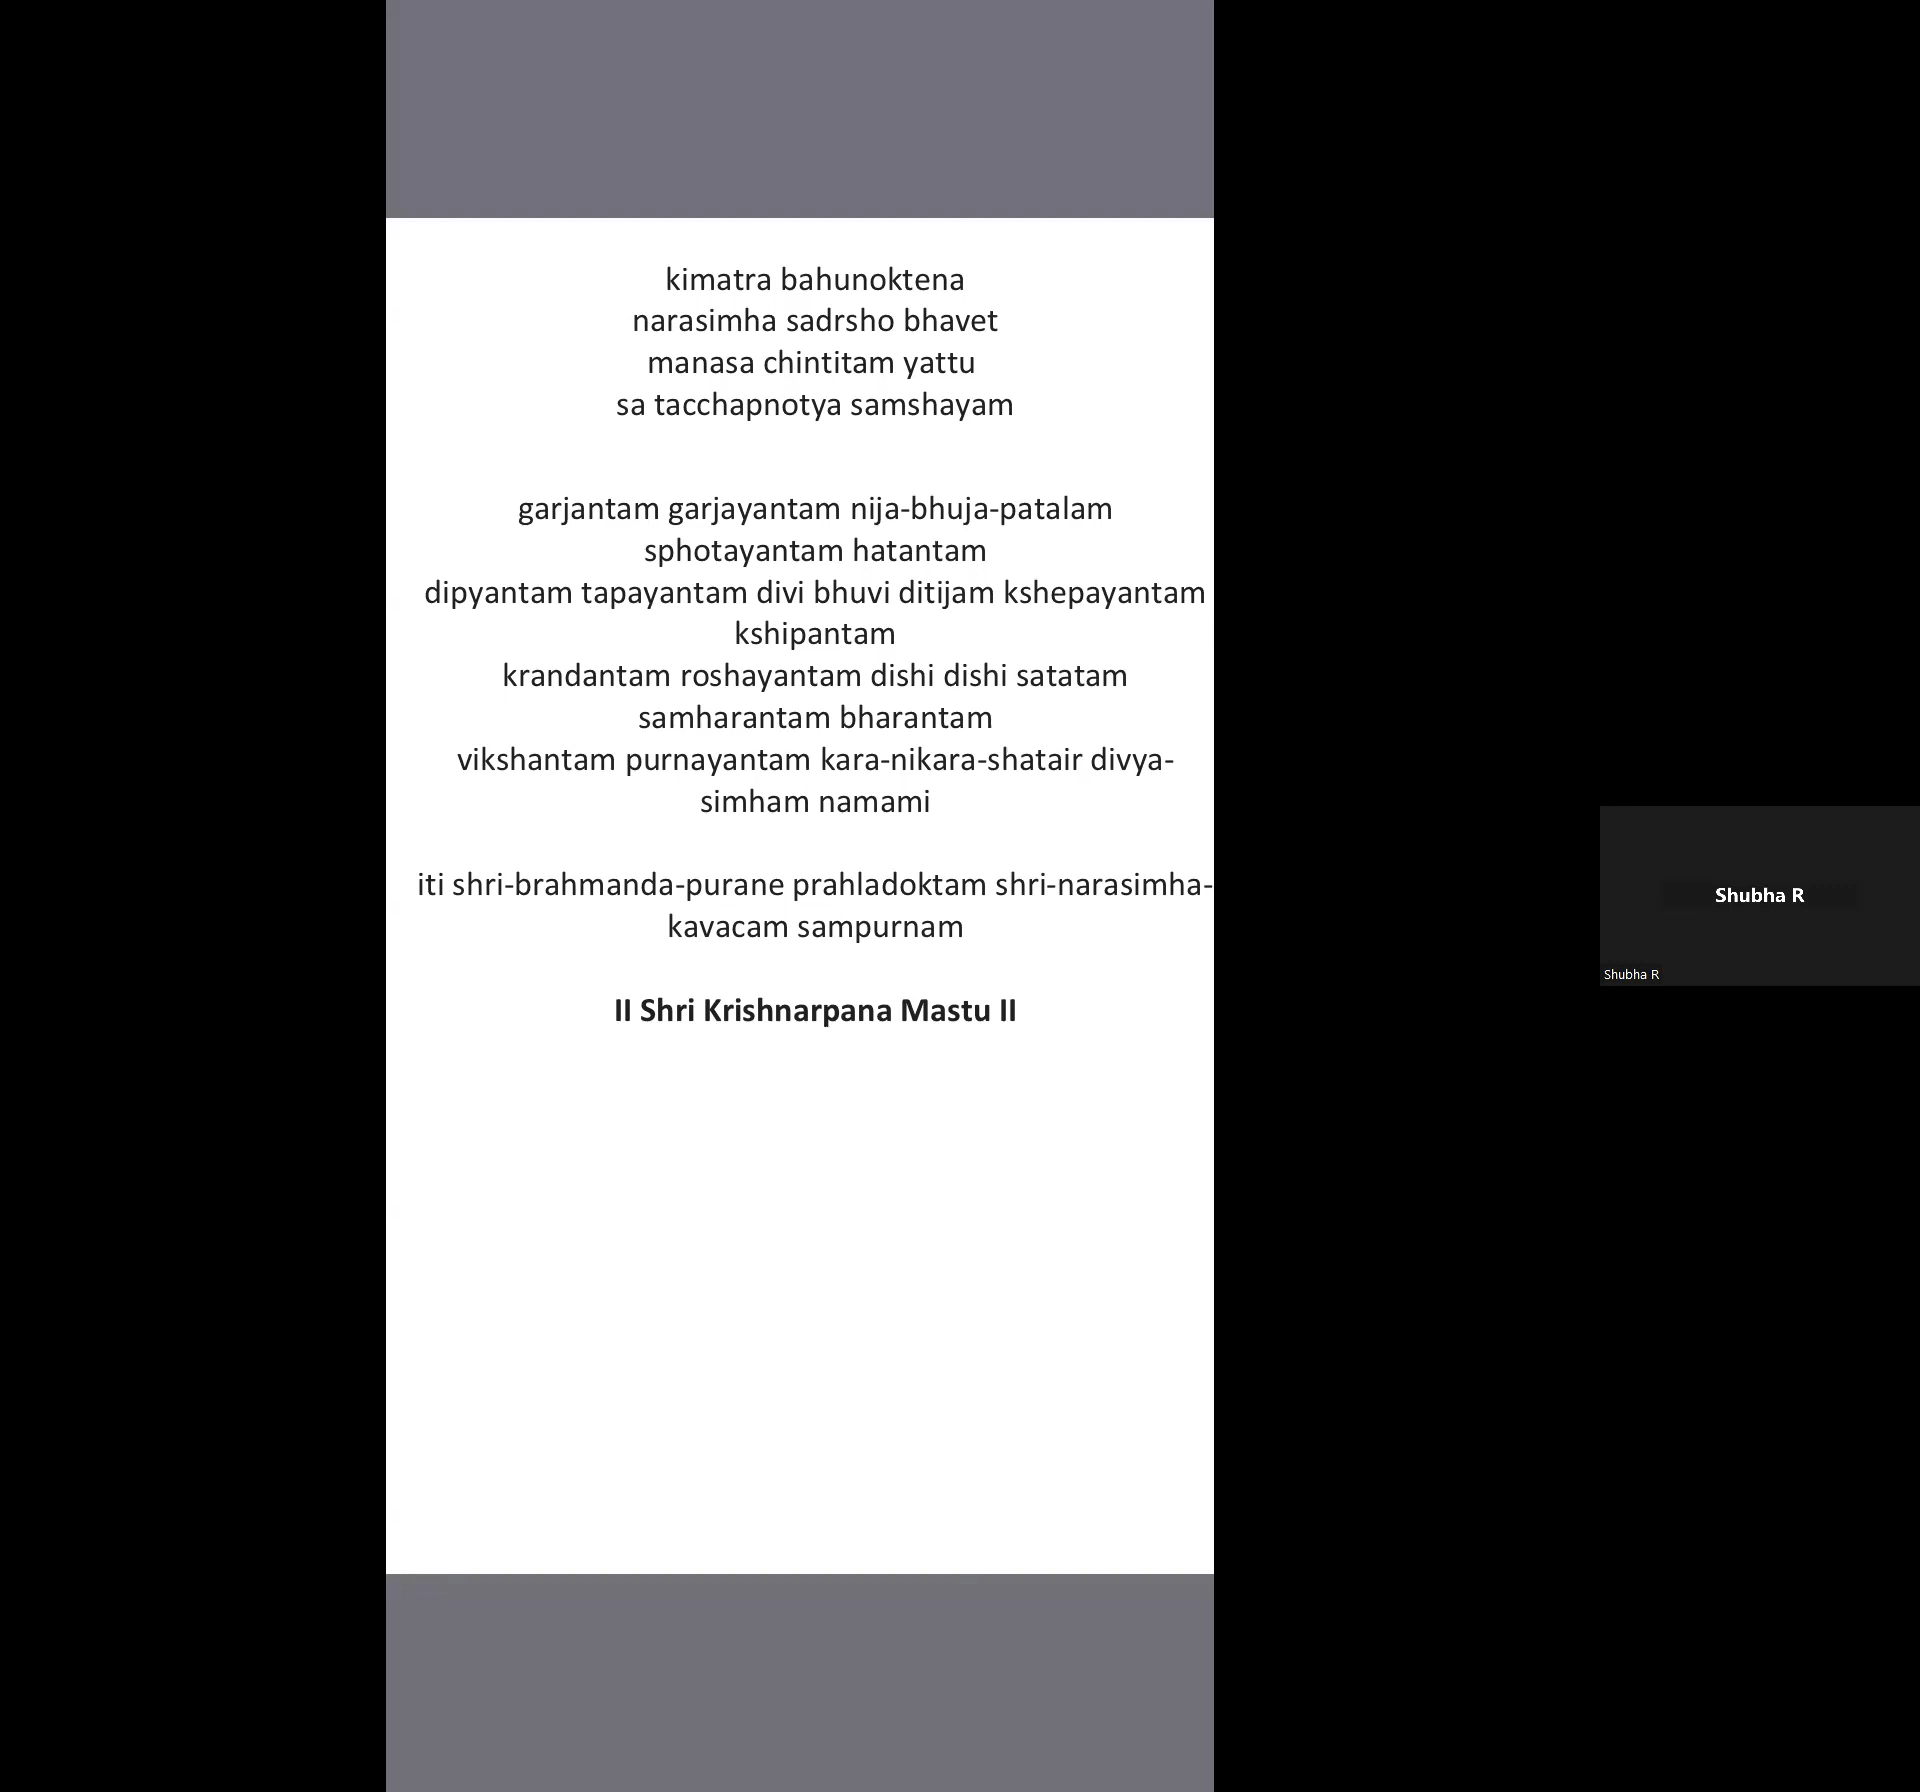 kimatra bahunoktena
narasimha sadrsho bhavet
manasa chintitam yattu
sa tacchapnotya samshayam
garjantam garjayantam nija-bhuja-patalam
sphotayantam hatantam
dipyantam tapayantam divi bhuvi ditijam kshepayantam
kshipantam
krandantam roshayantam dishi dishi satatam
samharantam bharantam
vikshantam purnayantam kara-nikara-shatair divya-
simham namami
iti shri-brahmanda-purane prahladoktam shri-narasimha-
kavacam sampurnam
II Shri Krishnarpana Mastu II
Shubha R
Shubha R